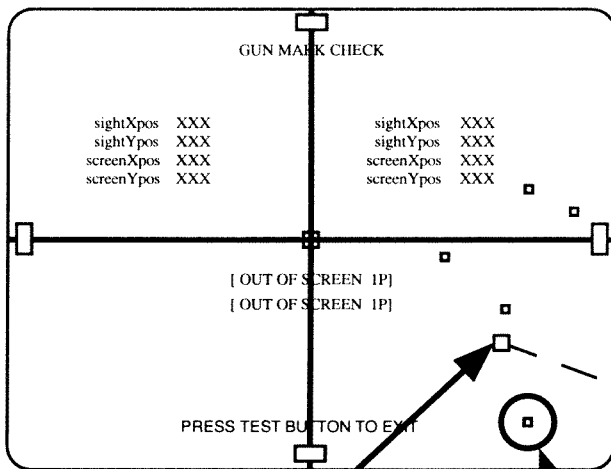 GUN MARK CHECK
sightXpos XXX
sightYpos XXX
screenXpos XXX
screenYpos XXX
sightXpos XXX
sightYpos XXX
screenXpos XXX
screenYpos XXX
[ OUT OF SCREEN 1P]
[ OUT OF SCREEN 1P]
PRESS TEST BUTTON TO EXIT